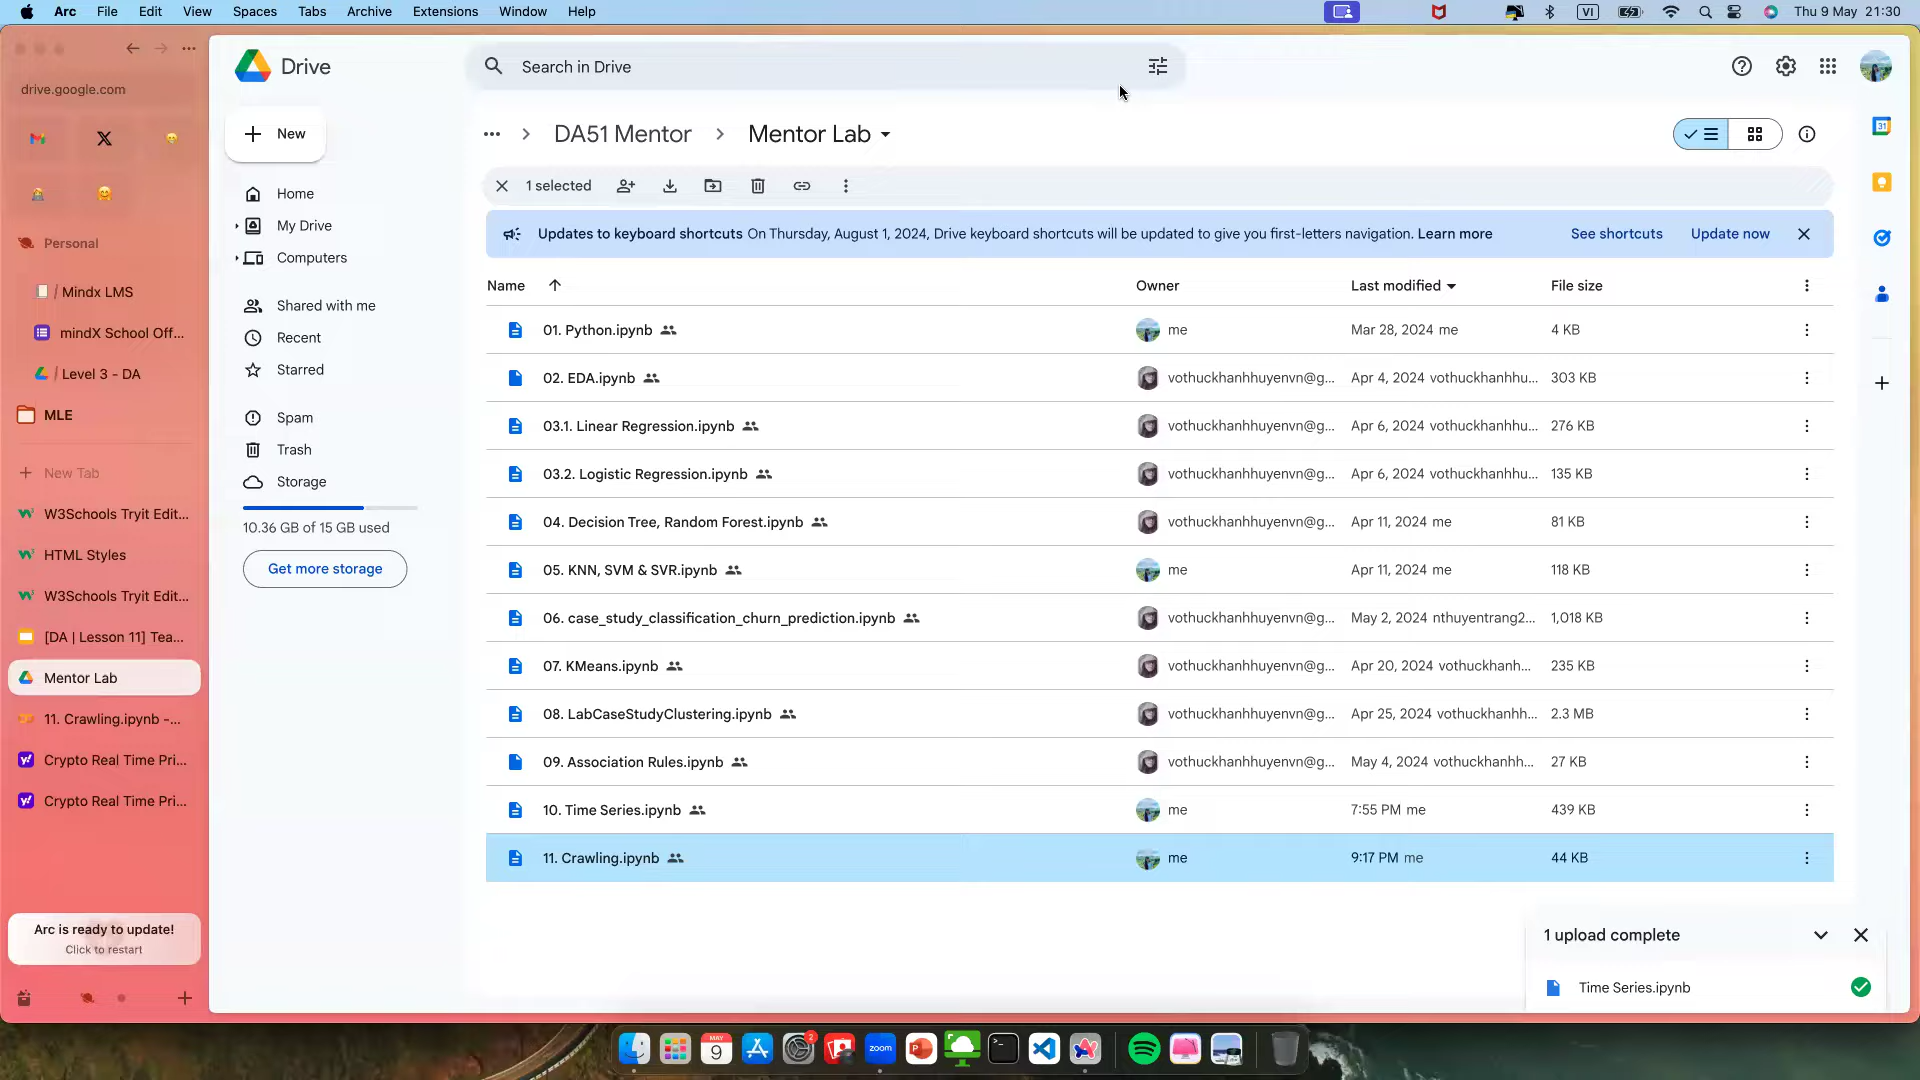 Arc File Edit View Spaces Tabs Archive Extensions Window Help VI Thu 9 May 21:30
drive.google.com
Personal
/ Mindx LMS
mindX School Off...
/ Level 3 - DA
MLE
New Tab
W3Schools Tryit Edit...
HTML Styles
W3Schools Tryit Edit...
[DA | Lesson 11] Tea...
Mentor Lab
11. Crawling.ipynb -...
Crypto Real Time Pri...
Crypto Real Time Pri...
Arc is ready to update!
Click to restart
Drive
Search in Drive
New
Home
My Drive
Computers
Shared with me
Recent
Starred
Spam
Trash
Storage
10.36 GB of 15 GB used
Get more storage
DA51 Mentor Mentor Lab
1 selected
Updates to keyboard shortcuts On Thursday, August 1, 2024, Drive keyboard shortcuts will be updated to give you first-letters navigation. Learn more See shortcuts Update now
Name Owner Last modified File size
01. Python.ipynb me Mar 28, 2024 me 4 KB
02. EDA.ipynb vothuckhanhhuyenvn@g... Apr 4, 2024 vothuckhanhhu... 303 KB
03.1. Linear Regression.ipynb vothuckhanhhuyenvn@g... Apr 6, 2024 vothuckhanhhu... 276 KB
03.2. Logistic Regression.ipynb vothuckhanhhuyenvn@g... Apr 6, 2024 vothuckhanhhu... 135 KB
04. Decision Tree, Random Forest.ipynb vothuckhanhhuyenvn@g... Apr 11, 2024 me 81 KB
05. KNN, SVM & SVR.ipynb me Apr 11, 2024 me 118 KB
06. case_study_classification_churn_prediction.ipynb vothuckhanhhuyenvn@g... May 2, 2024 nthuyentrang2... 1,018 KB
07. KMeans.ipynb vothuckhanhhuyenvn@g... Apr 20, 2024 vothuckhanh... 235 KB
08. LabCaseStudyClustering.ipynb vothuckhanhhuyenvn@g... Apr 25, 2024 vothuckhanhh... 2.3 MB
09. Association Rules.ipynb vothuckhanhhuyenvn@g... May 4, 2024 vothuckhanhh... 27 KB
10. Time Series.ipynb me 7:55 PM me 439 KB
11. Crawling.ipynb me 9:17 PM me 44 KB
31
1 upload complete
Time Series.ipynb
MAY
9
2
zoom